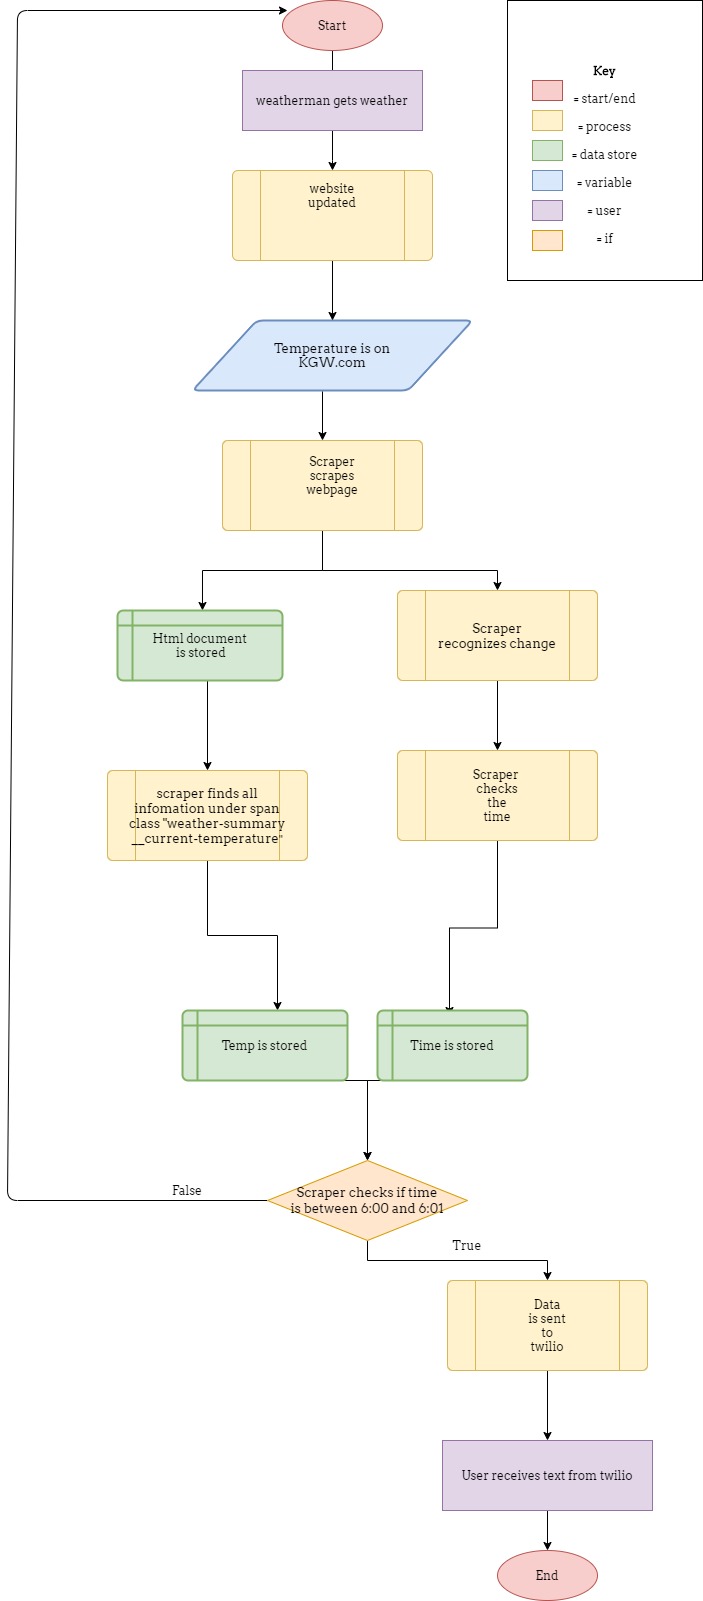 Start
weatherman gets weather
website
updated
Temperature is on
KGW.com
Scraper
scrapes
webpage
Html document
is stored
Scraper
recognizes change
scraper finds all
infomation under span
class "weather-summary
__current-temperature"
Scraper
checks
the
time
Temp is stored
Time is stored
Scraper checks if time
is between 6:00 and 6:01
False
True
Data
is sent
to
twilio
User receives text from twilio
End
Key
= start/end
= process
= data store
= variable
= user
= if